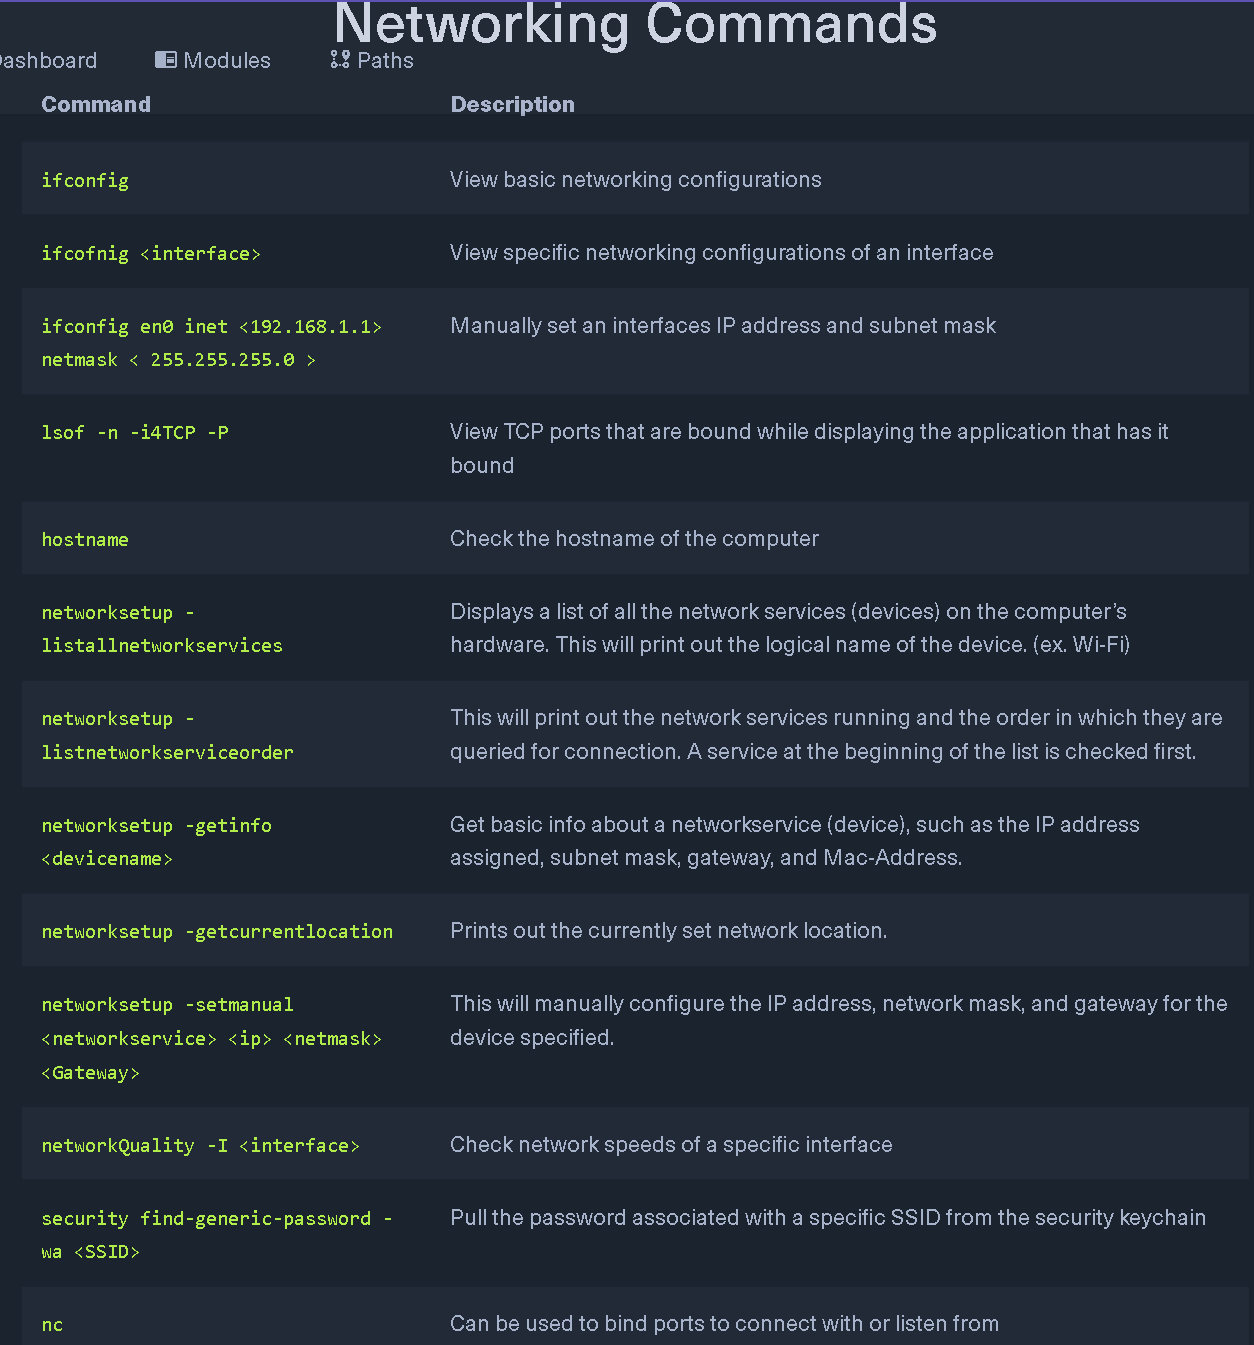 Networking Commands
Dashboard Modules Paths
Command Description
ifconfig View basic networking configurations
ifcofnig <interface> View specific networking configurations of an interface
ifconfig en0 inet <192.168.1.1> Manually set an interfaces IP address and subnet mask
netmask < 255.255.255.0 >
lsof -n -i4TCP -P View TCP ports that are bound while displaying the application that has it
bound
hostname Check the hostname of the computer
networksetup - Displays a list of all the network services (devices) on the computer’s
listallnetworkservices hardware. This will print out the logical name of the device. (ex. Wi-Fi)
networksetup - This will print out the network services running and the order in which they are
listnetworkserviceorder queried for connection. A service at the beginning of the list is checked first.
networksetup -getinfo Get basic info about a networkservice (device), such as the IP address
<devicename> assigned, subnet mask, gateway, and Mac-Address.
networksetup -getcurrentlocation Prints out the currently set network location.
networksetup -setmanual This will manually configure the IP address, network mask, and gateway for the
<networkservice> <ip> <netmask> device specified.
<Gateway>
networkQuality -I <interface> Check network speeds of a specific interface
security find-generic-password - Pull the password associated with a specific SSID from the security keychain
wa <SSID>
nc Can be used to bind ports to connect with or listen from